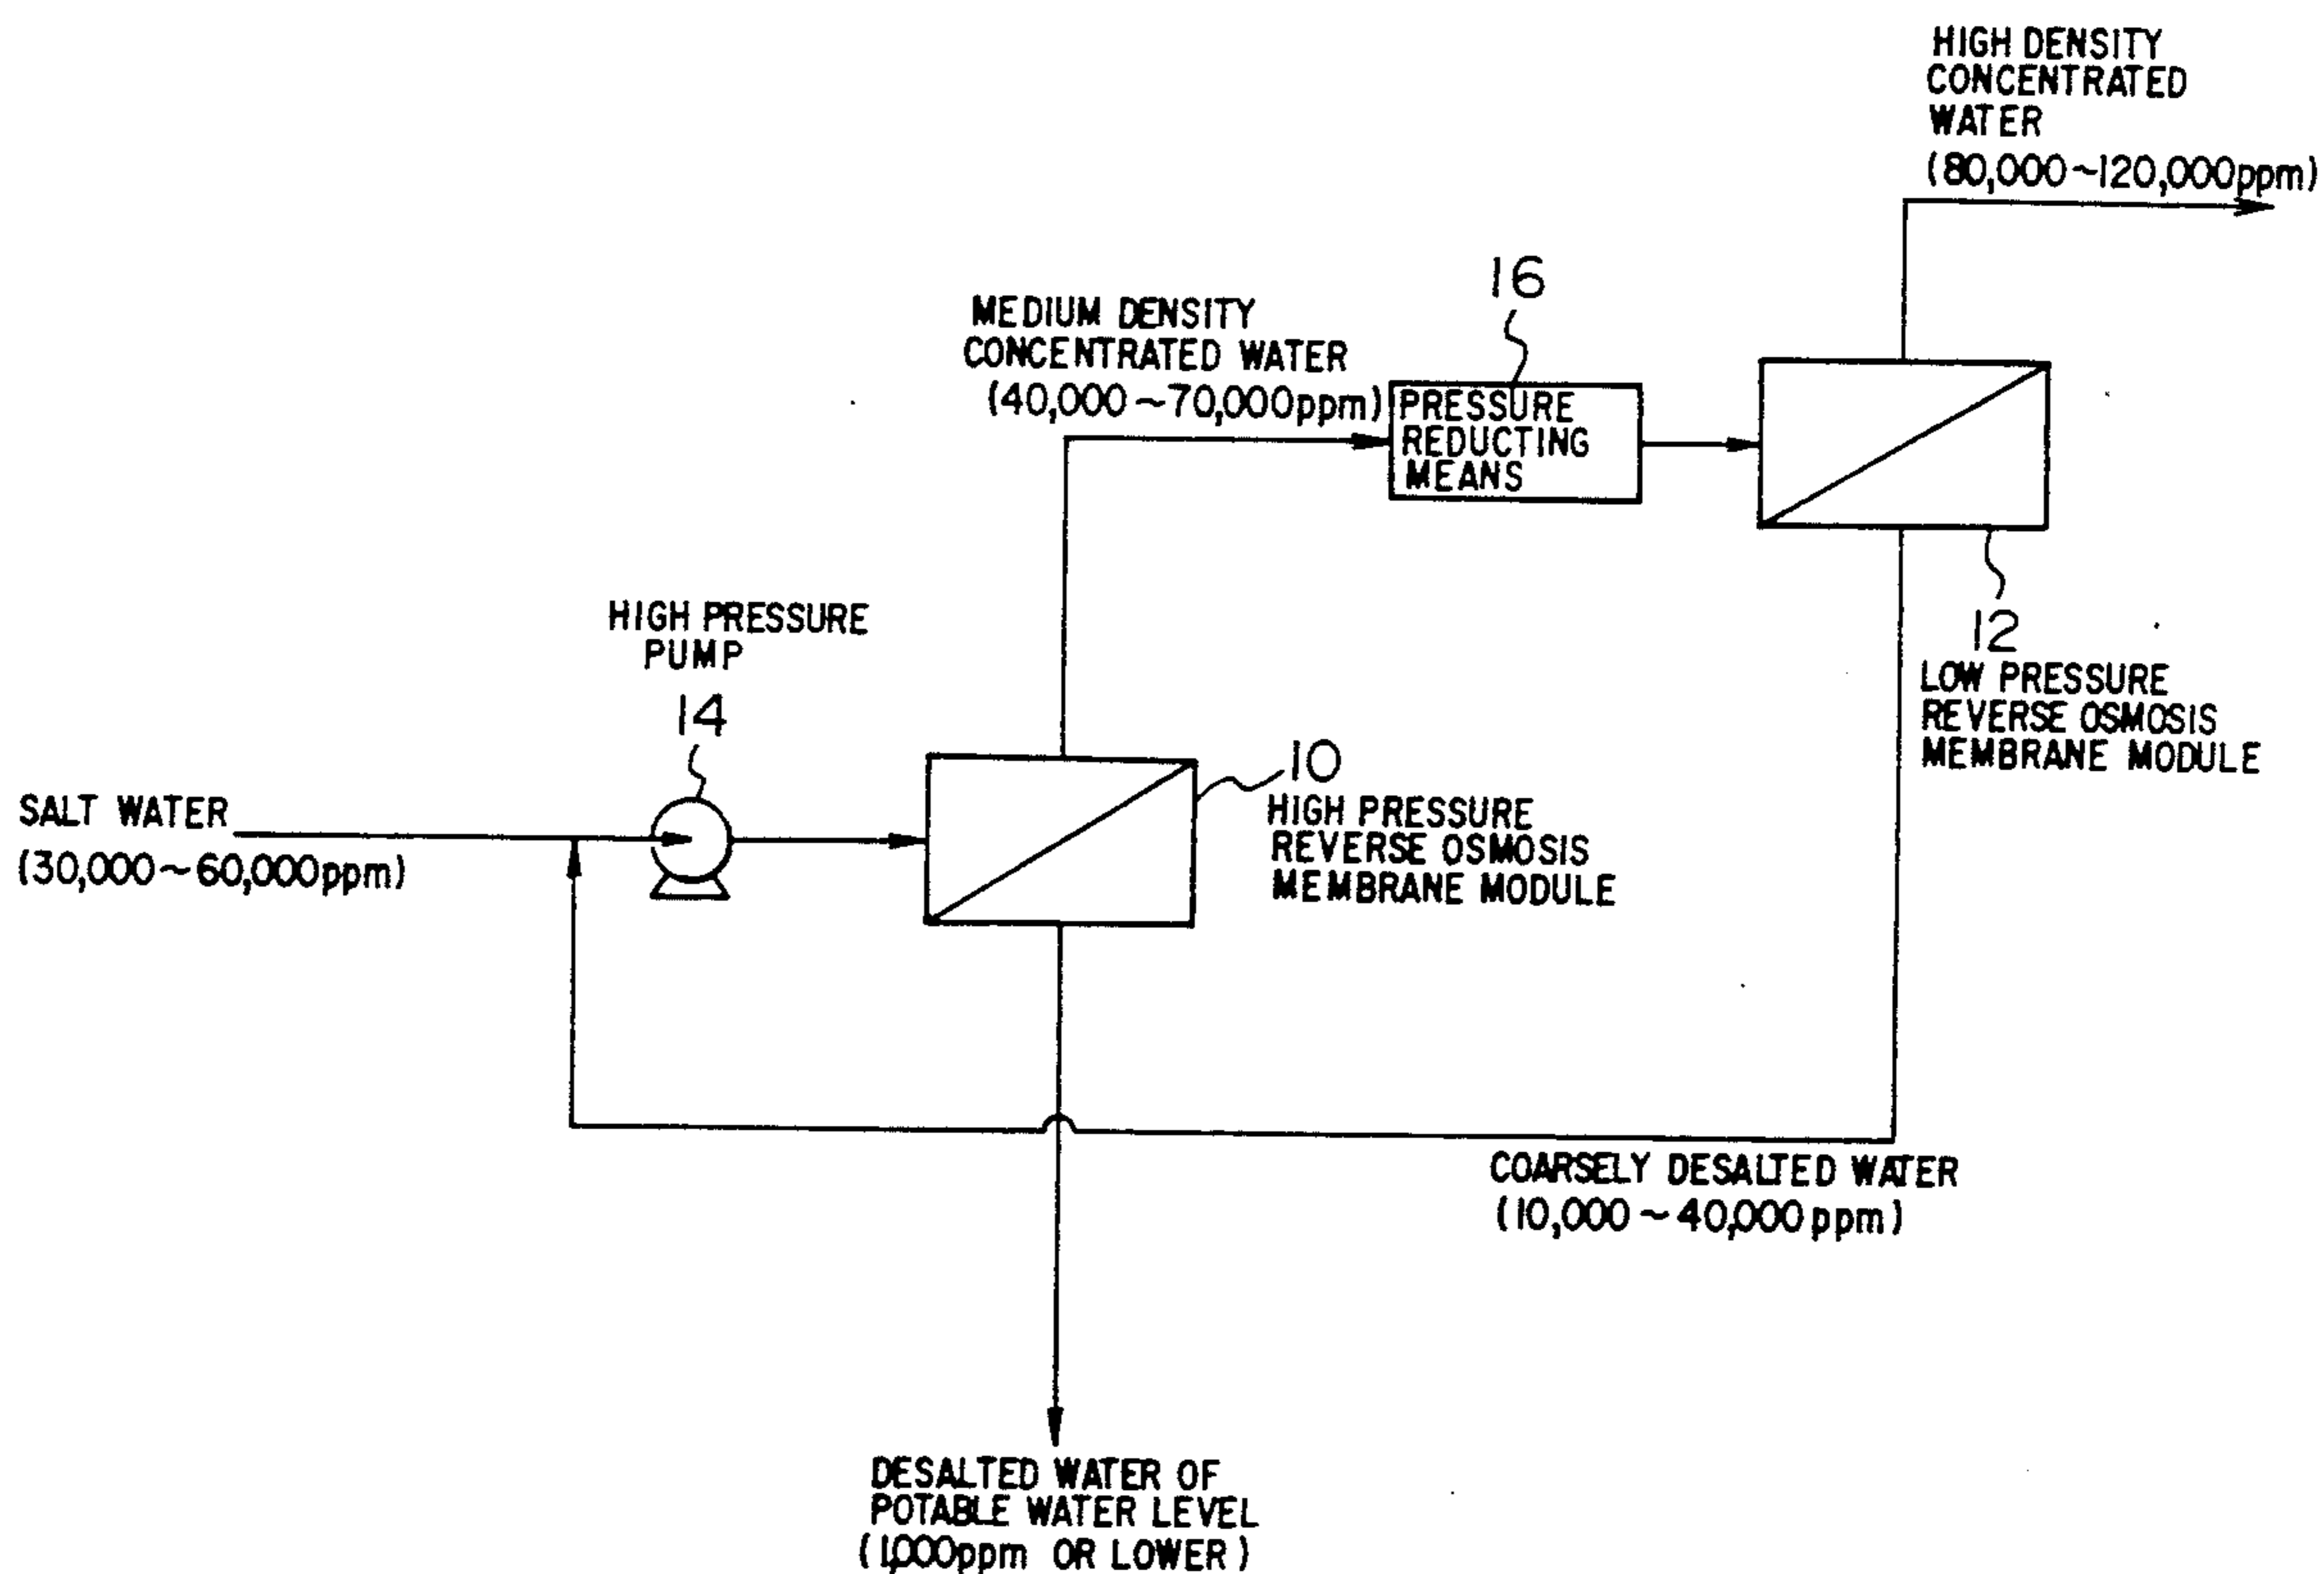 HIGH DENSITY
CONCENTRATED
WATER
(80,000~120,000ppm)
16
MEDIUM DENSITY
CONCENTRATED WATER
(40,000~70,000ppm)
PRESSURE
REDUCTING
MEANS
12
LOW PRESSURE
REVERSE OSMOSIS
MEMBRANE MODULE
HIGH PRESSURE
PUMP
14
10
HIGH PRESSURE
REVERSE OSMOSIS
MEMBRANE MODULE
SALT WATER
(30,000~60,000ppm)
COARSELY DESALTED WATER
(10,000~40,000ppm)
DESALTED WATER OF
POTABLE WATER LEVEL
(1,000ppm OR LOWER)